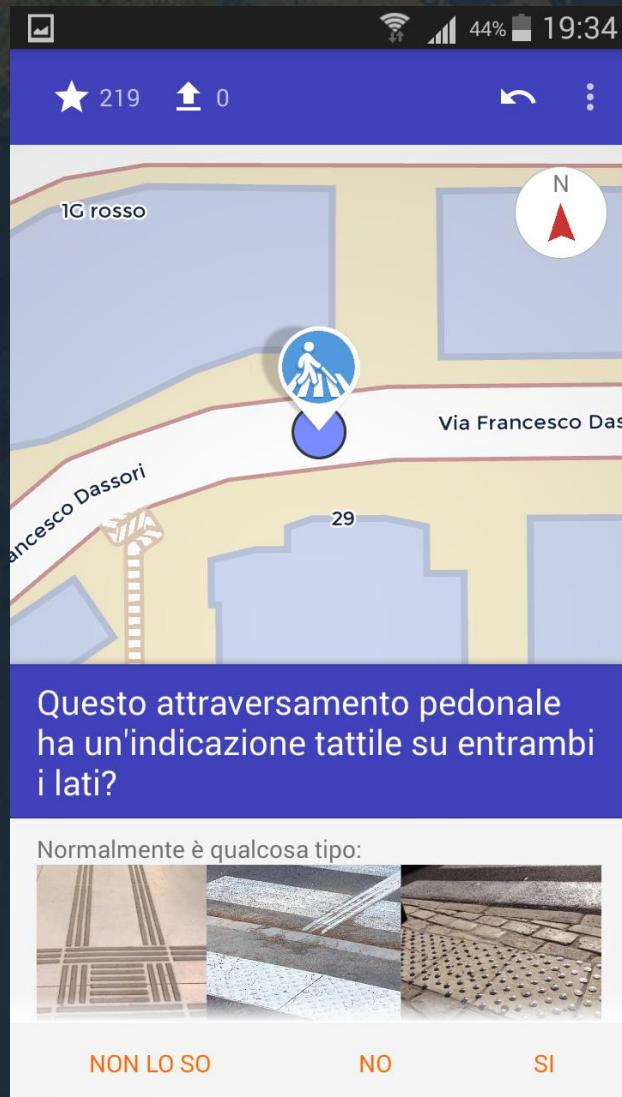 44% 19:34
219 0
N
1G rosso
Via Francesco Das
ancesco Dassori
29
Questo attraversamento pedonale
ha un'indicazione tattile su entrambi
i lati?
Normalmente è qualcosa tipo:
NON LO SO NO SI